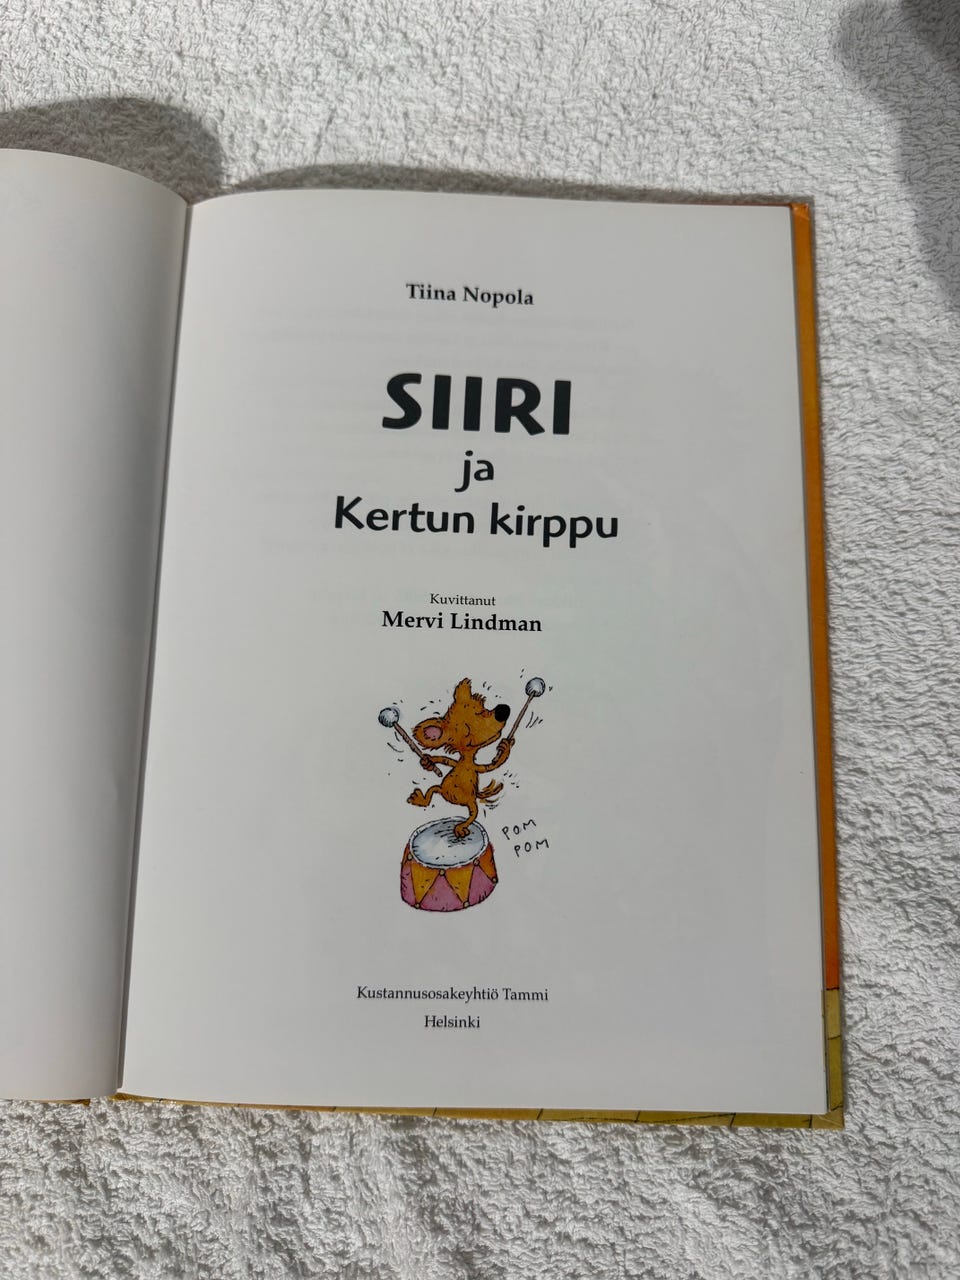 Tiina Nopola
SIIRI
ja
Kertun kirppu
Kuvittanut
Mervi Lindman
POM
POM
Kustannusosakeyhtiö Tammi
Helsinki